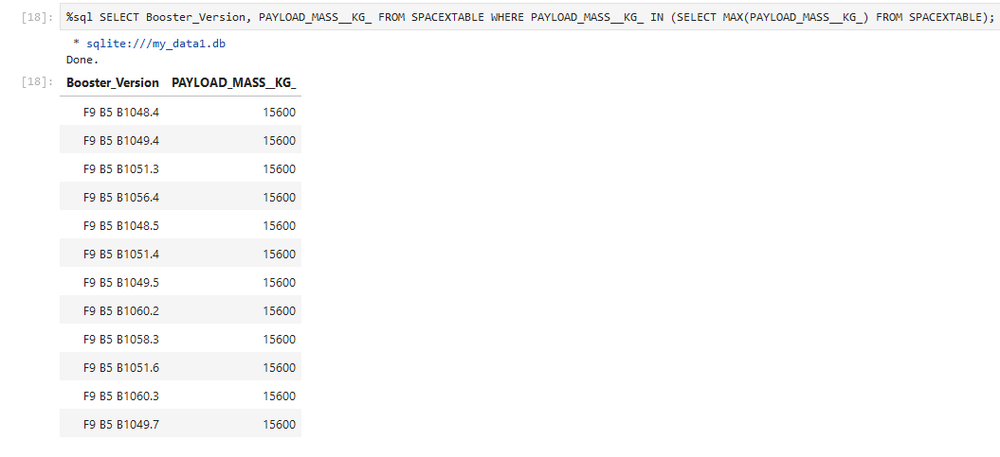 [18]: %sql SELECT Booster_Version, PAYLOAD_MASS__KG_ FROM SPACEXTABLE WHERE PAYLOAD_MASS__KG_ IN (SELECT MAX(PAYLOAD_MASS__KG_) FROM SPACEXTABLE);
* sqlite:///my_data1.db
Done.
[18]: Booster_Version PAYLOAD_MASS__KG_
F9 B5 B1048.4 15600
F9 B5 B1049.4 15600
F9 B5 B1051.3 15600
F9 B5 B1056.4 15600
F9 B5 B1048.5 15600
F9 B5 B1051.4 15600
F9 B5 B1049.5 15600
F9 B5 B1060.2 15600
F9 B5 B1058.3 15600
F9 B5 B1051.6 15600
F9 B5 B1060.3 15600
F9 B5 B1049.7 15600